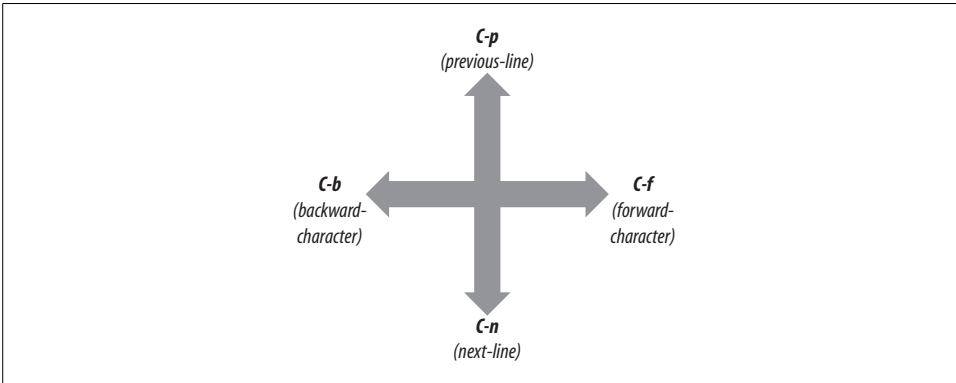 C-p
(previous-line)
C-b
(backward-
character)
C-f
(forward-
character)
C-n
(next-line)